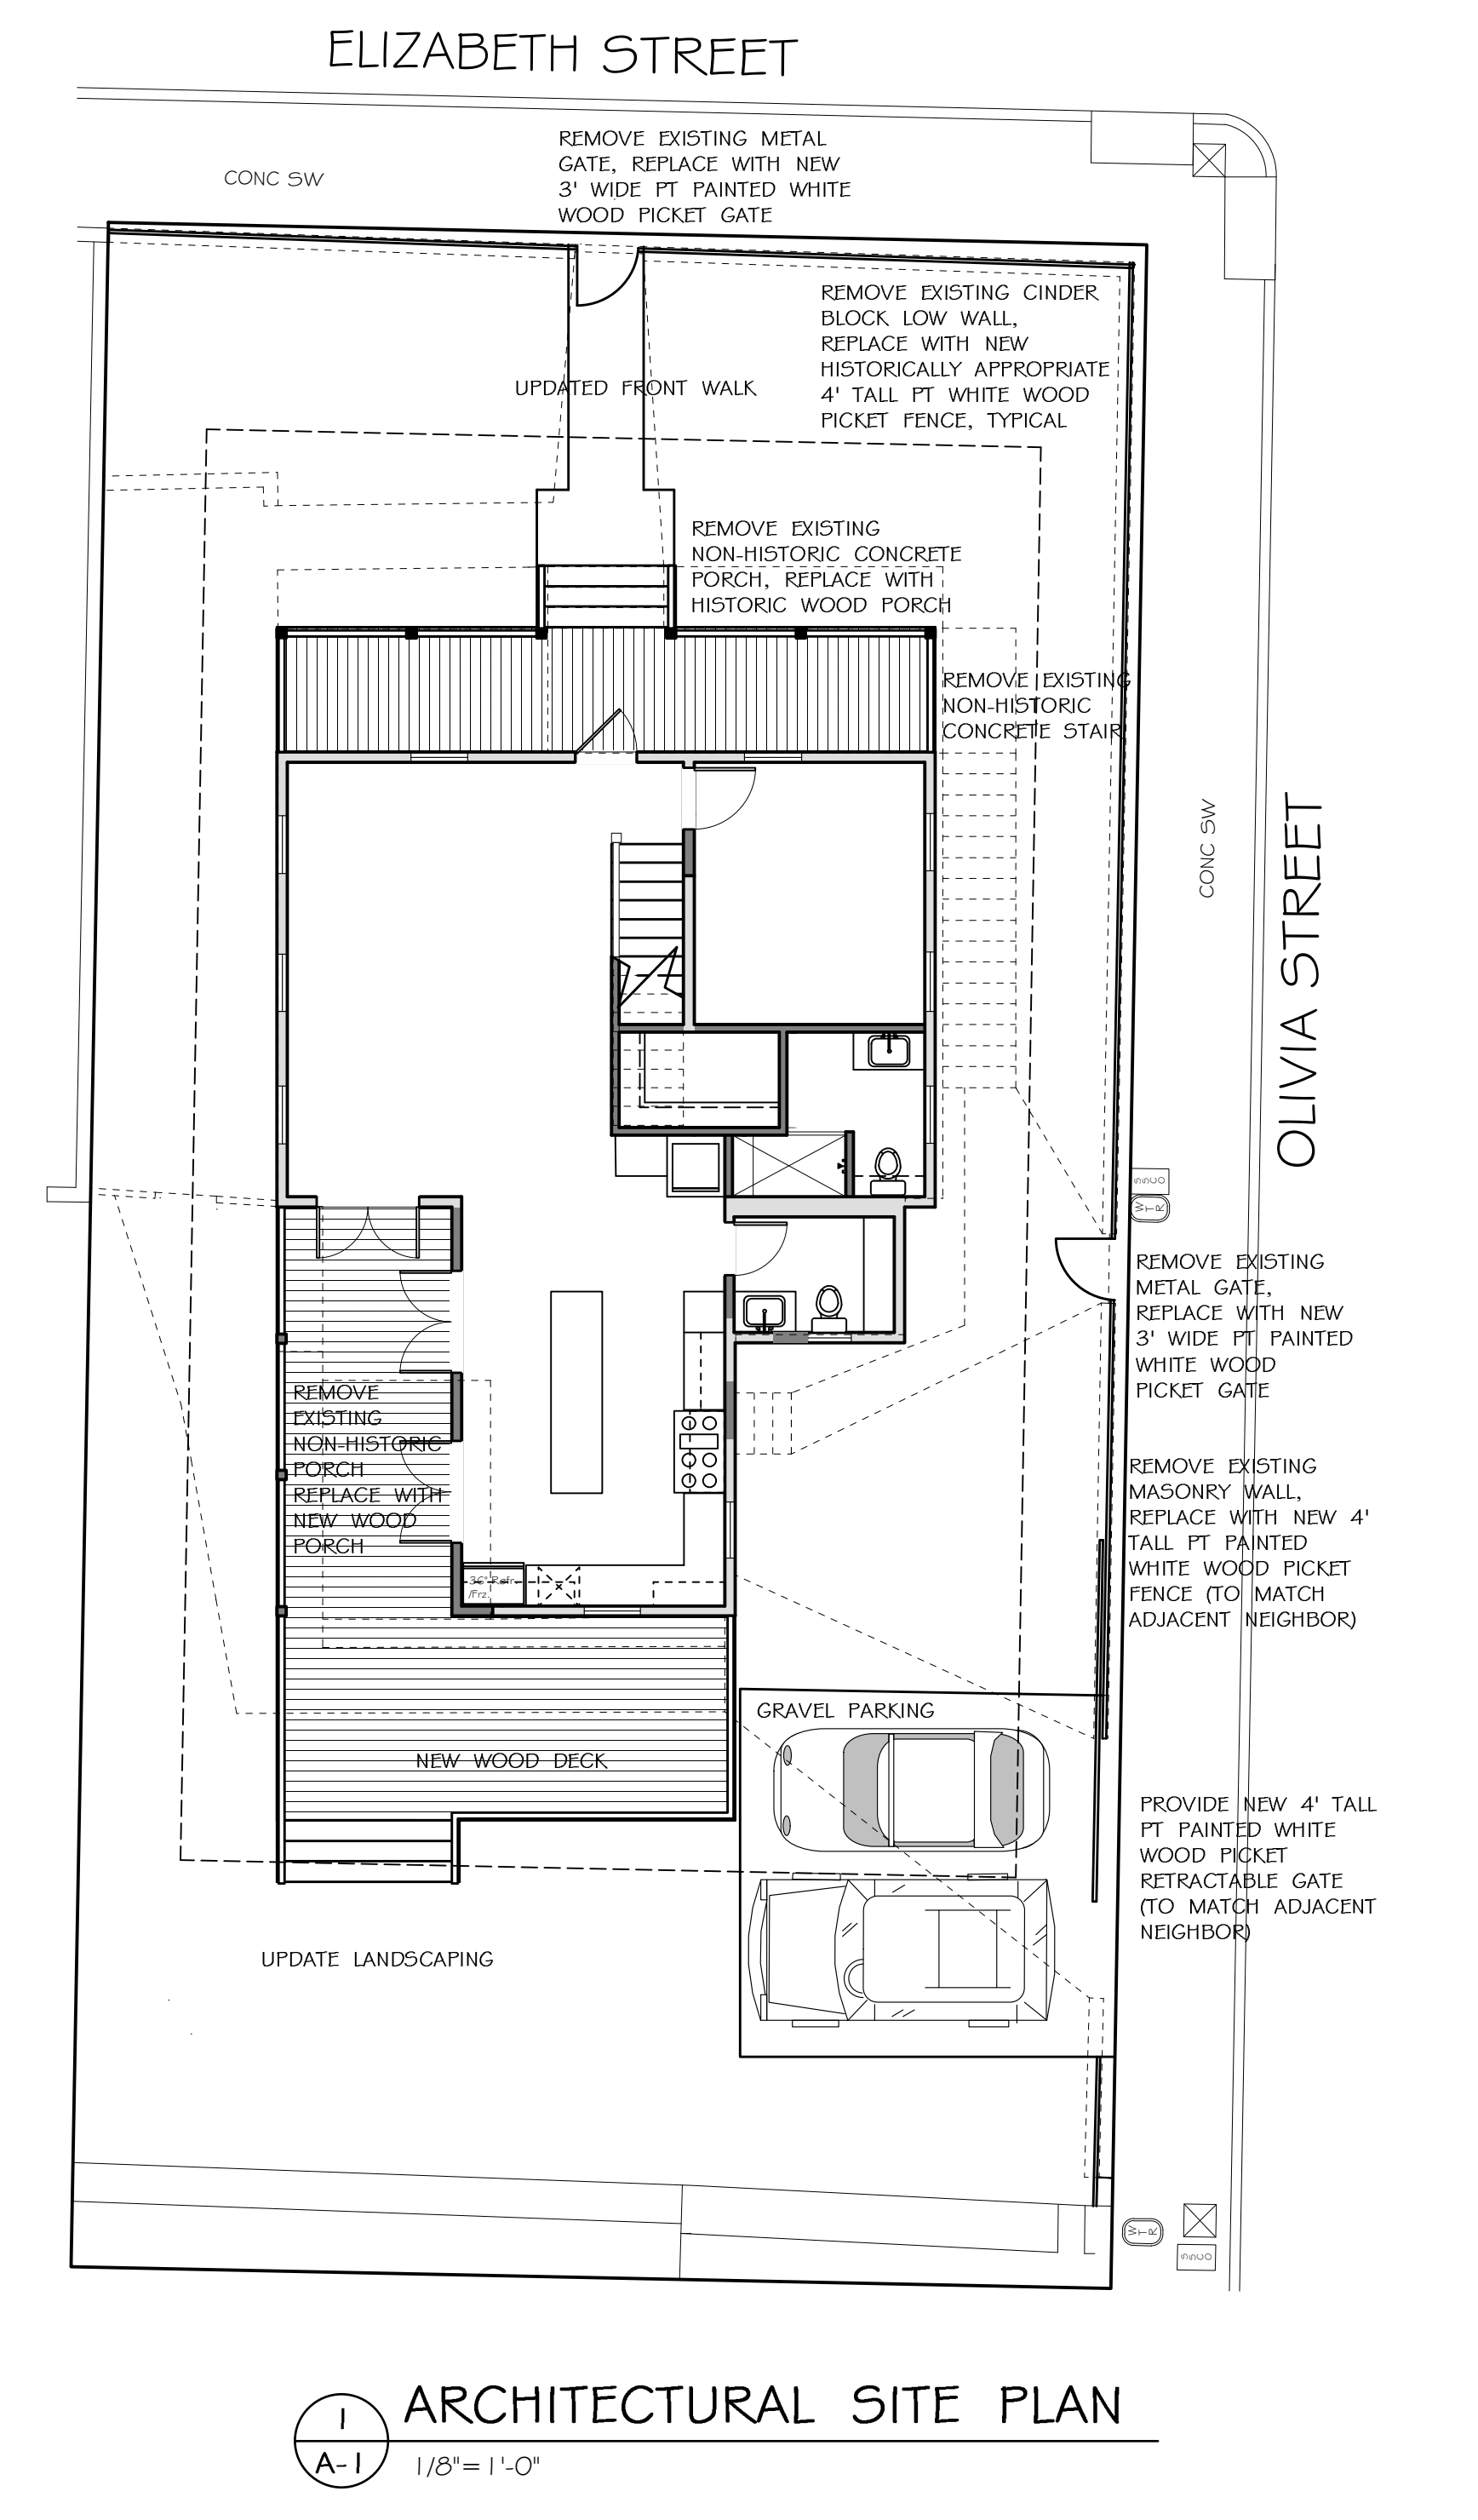 ELIZABETH STREET
REMOVE EXISTING METAL
GATE, REPLACE WITH NEW
3' WIDE PT PAINTED WHITE
WOOD PICKET GATE
CONC SW
REMOVE EXISTING CINDER
BLOCK LOW WALL,
REPLACE WITH NEW
HISTORICALLY APPROPRIATE
4' TALL PT WHITE WOOD
PICKET FENCE, TYPICAL
UPDATED FRONT WALK
REMOVE EXISTING
NON-HISTORIC CONCRETE
PORCH, REPLACE WITH
HISTORIC WOOD PORCH
REMOVE EXISTING
NON-HISTORIC
CONCRETE STAIR
CONC SW
OLIVIA STREET
SSCO
WTR
REMOVE EXISTING
METAL GATE,
REPLACE WITH NEW
3' WIDE PT PAINTED
WHITE WOOD
PICKET GATE
REMOVE
EXISTING
NON-HISTORIC
PORCH
REPLACE WITH
NEW WOOD
PORCH
REMOVE EXISTING
MASONRY WALL,
REPLACE WITH NEW 4'
TALL PT PAINTED
WHITE WOOD PICKET
FENCE (TO MATCH
ADJACENT NEIGHBOR)
36" Refr.
/Frz.
GRAVEL PARKING
NEW WOOD DECK
PROVIDE NEW 4' TALL
PT PAINTED WHITE
WOOD PICKET
RETRACTABLE GATE
(TO MATCH ADJACENT
NEIGHBOR)
UPDATE LANDSCAPING
WTR
SSCO
1
A-1
ARCHITECTURAL SITE PLAN
1/8"=1'-0"